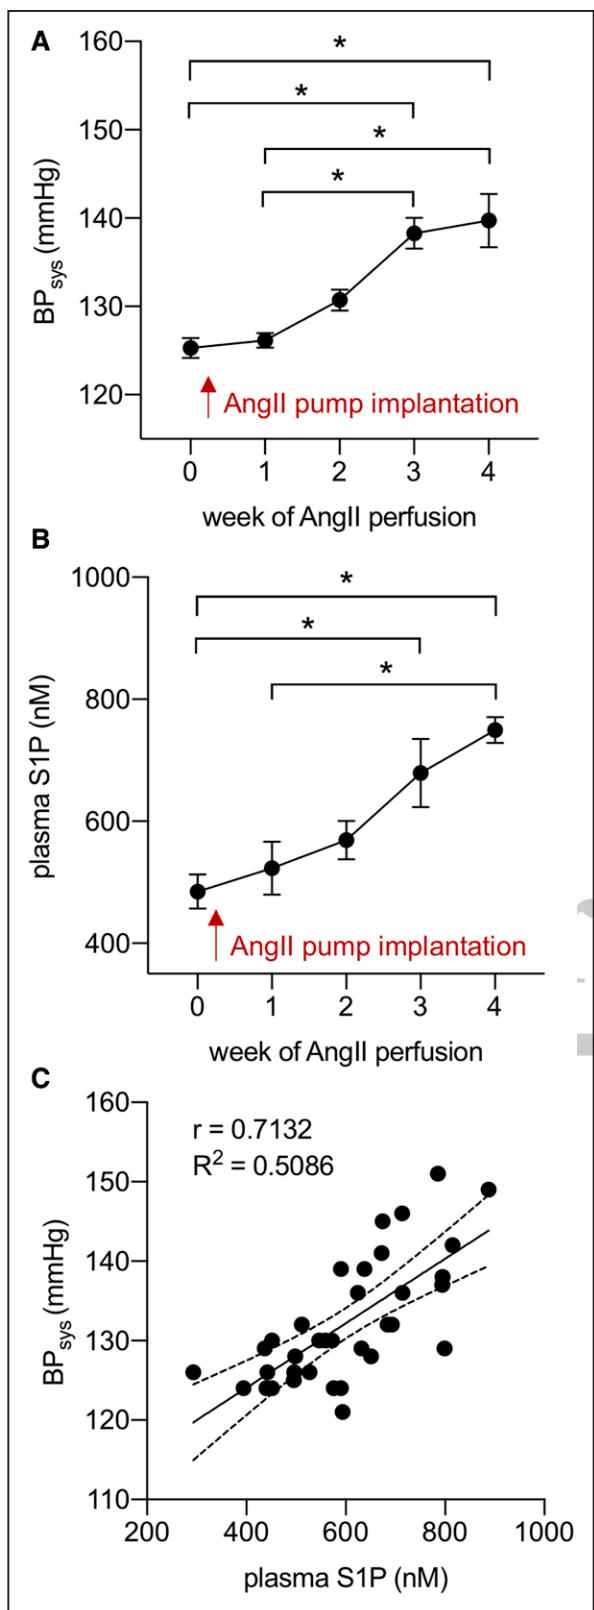 A
160
150
140
130
120
BPsys (mmHg)
*
*
*
*
AngII pump implantation
0 1 2 3 4
week of AngII perfusion
B
1000
800
600
400
plasma S1P (nM)
*
*
*
AngII pump implantation
0 1 2 3 4
week of AngII perfusion
C
160
150
140
130
120
110
BPsys (mmHg)
r = 0.7132
R2 = 0.5086
200 400 600 800 1000
plasma S1P (nM)